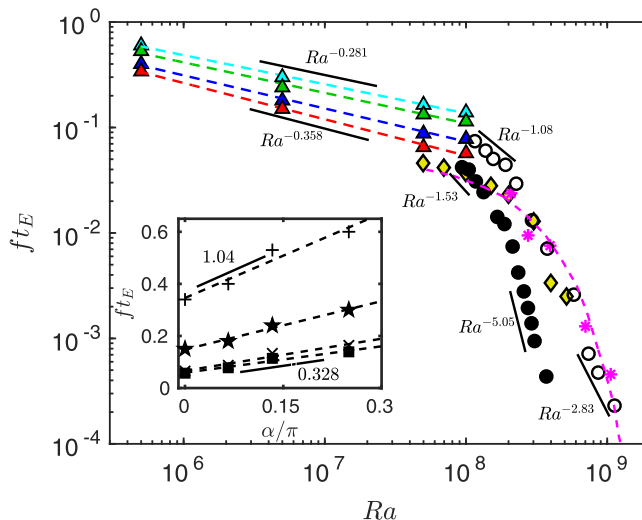 10^0
10^{-1}
10^{-2}
10^{-3}
10^{-4}
ft_E
Ra^{-0.281}
Ra^{-0.358}
Ra^{-1.08}
Ra^{-1.53}
Ra^{-5.05}
Ra^{-2.83}
0.6
0.4
0.2
0
ft_E
1.04
0.328
0 0.15 0.3
α/π
10^6 10^7 10^8 10^9
Ra